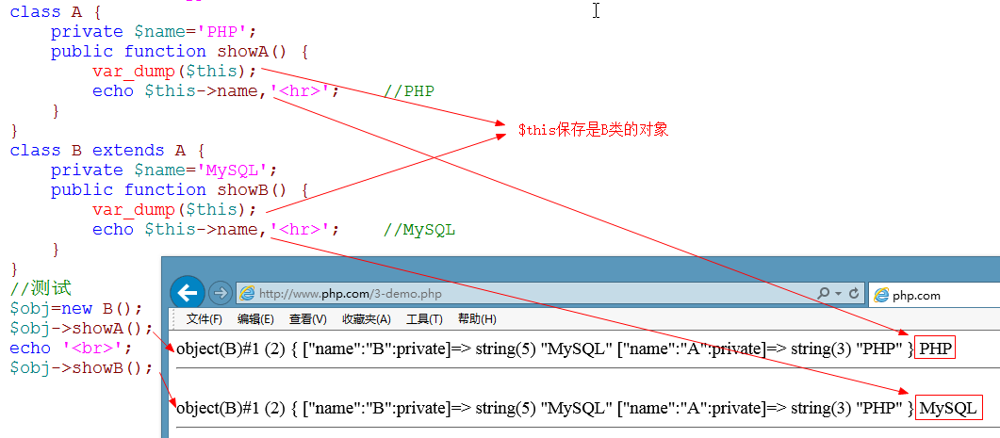 class A {
    private $name='PHP';
    public function showA() {
        var_dump($this);
        echo $this->name,'<hr>';    //PHP
    }
}
$this保存是B类的对象
class B extends A {
    private $name='MySQL';
    public function showB() {
        var_dump($this);
        echo $this->name,'<hr>';    //MySQL
    }
}
//测试
$obj=new B();
$obj->showA();
echo '<br>';
$obj->showB();
http://www.php.com/3-demo.php
php.com
文件(F) 编辑(E) 查看(V) 收藏夹(A) 工具(T) 帮助(H)
object(B)#1 (2) { ["name":"B":private]=> string(5) "MySQL" ["name":"A":private]=> string(3) "PHP" } PHP
object(B)#1 (2) { ["name":"B":private]=> string(5) "MySQL" ["name":"A":private]=> string(3) "PHP" } MySQL